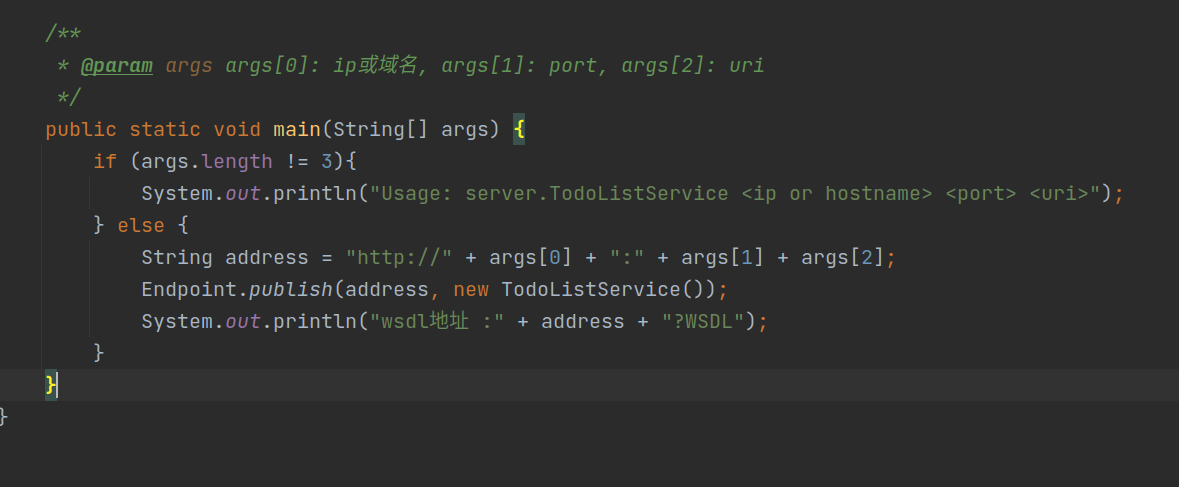 /**
 * @param args args[0]: ip或域名, args[1]: port, args[2]: uri
 */
public static void main(String[] args) {
    if (args.length != 3){
        System.out.println("Usage: server.TodoListService <ip or hostname> <port> <uri>");
    } else {
        String address = "http://" + args[0] + ":" + args[1] + args[2];
        Endpoint.publish(address, new TodoListService());
        System.out.println("wsdl地址 :" + address + "?WSDL");
    }
}
}